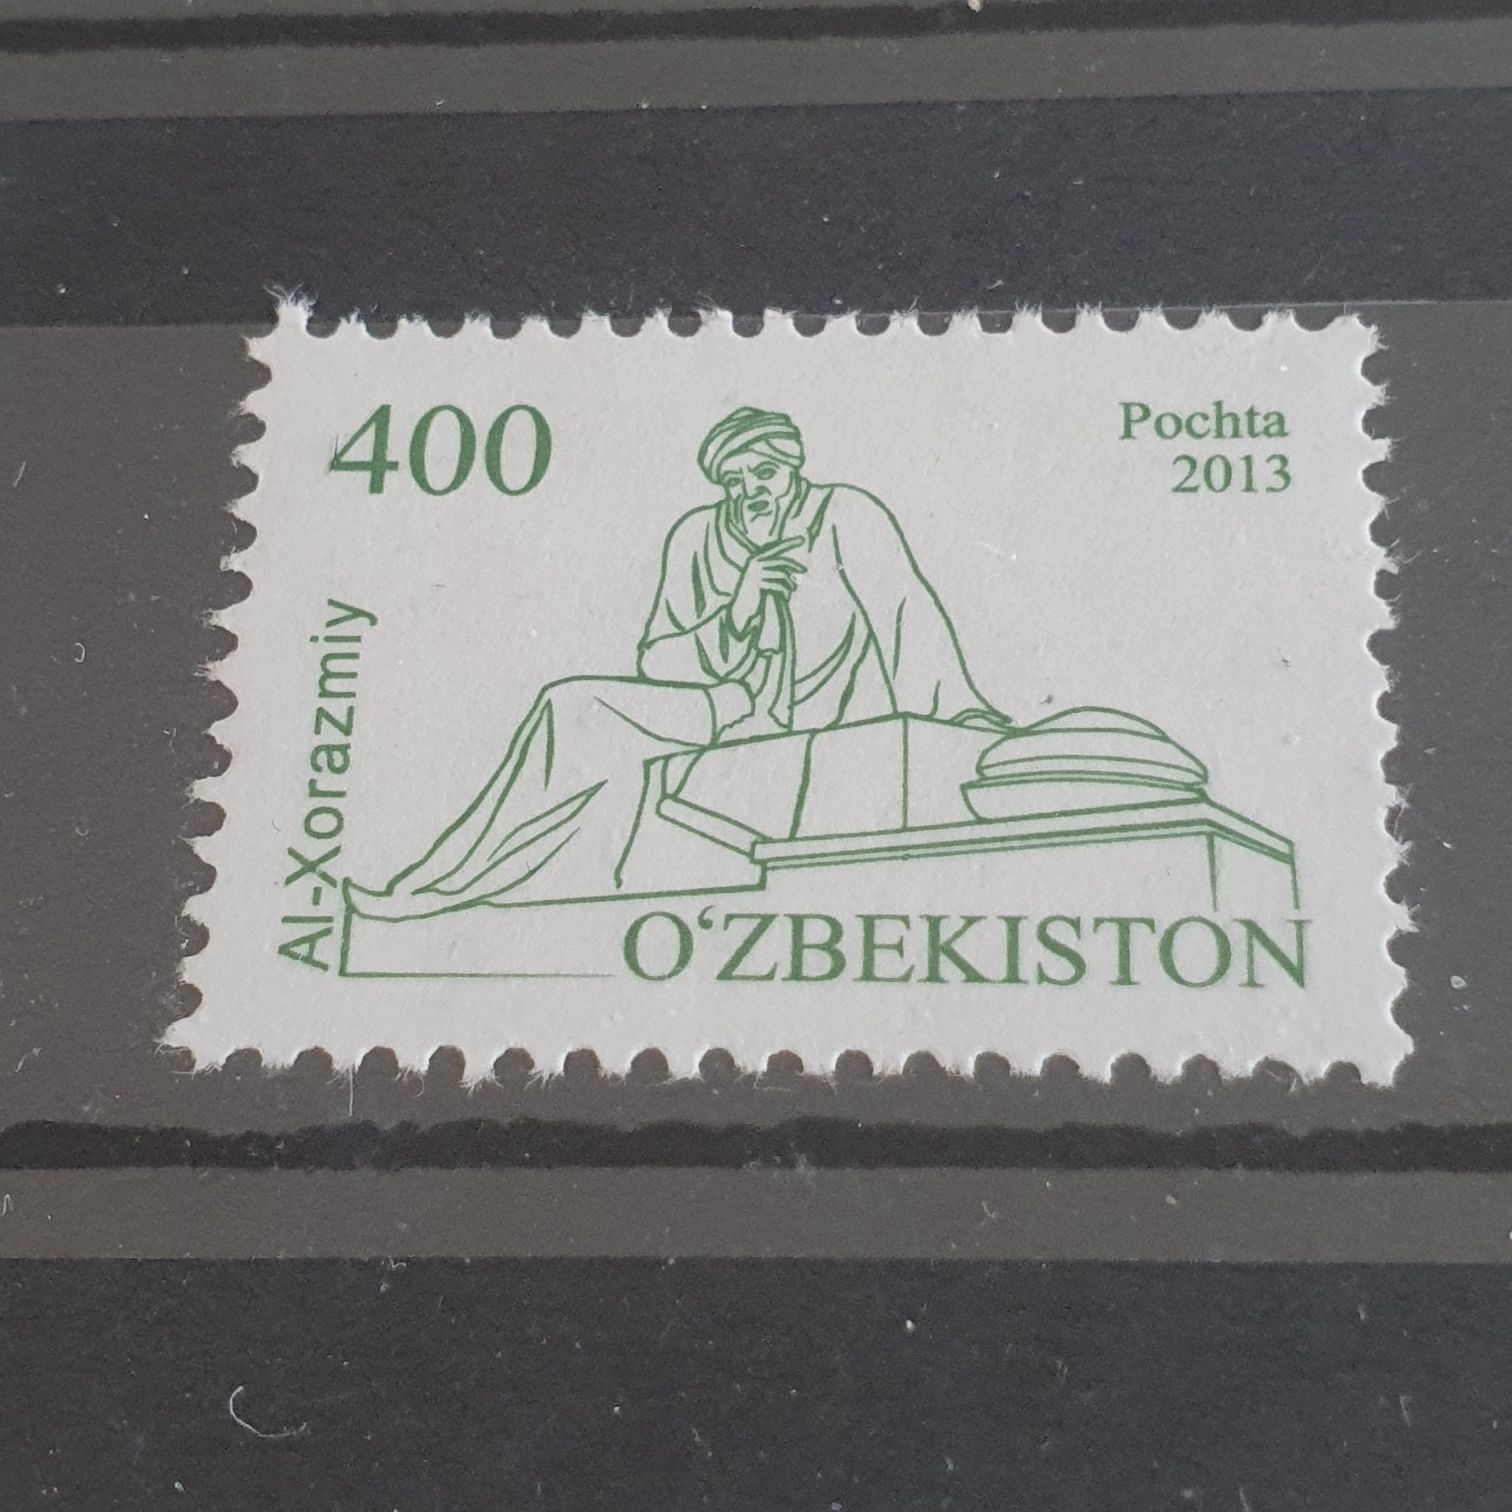 400
Pochta
2013
Al-Xorazmiy
O‘ZBEKISTON